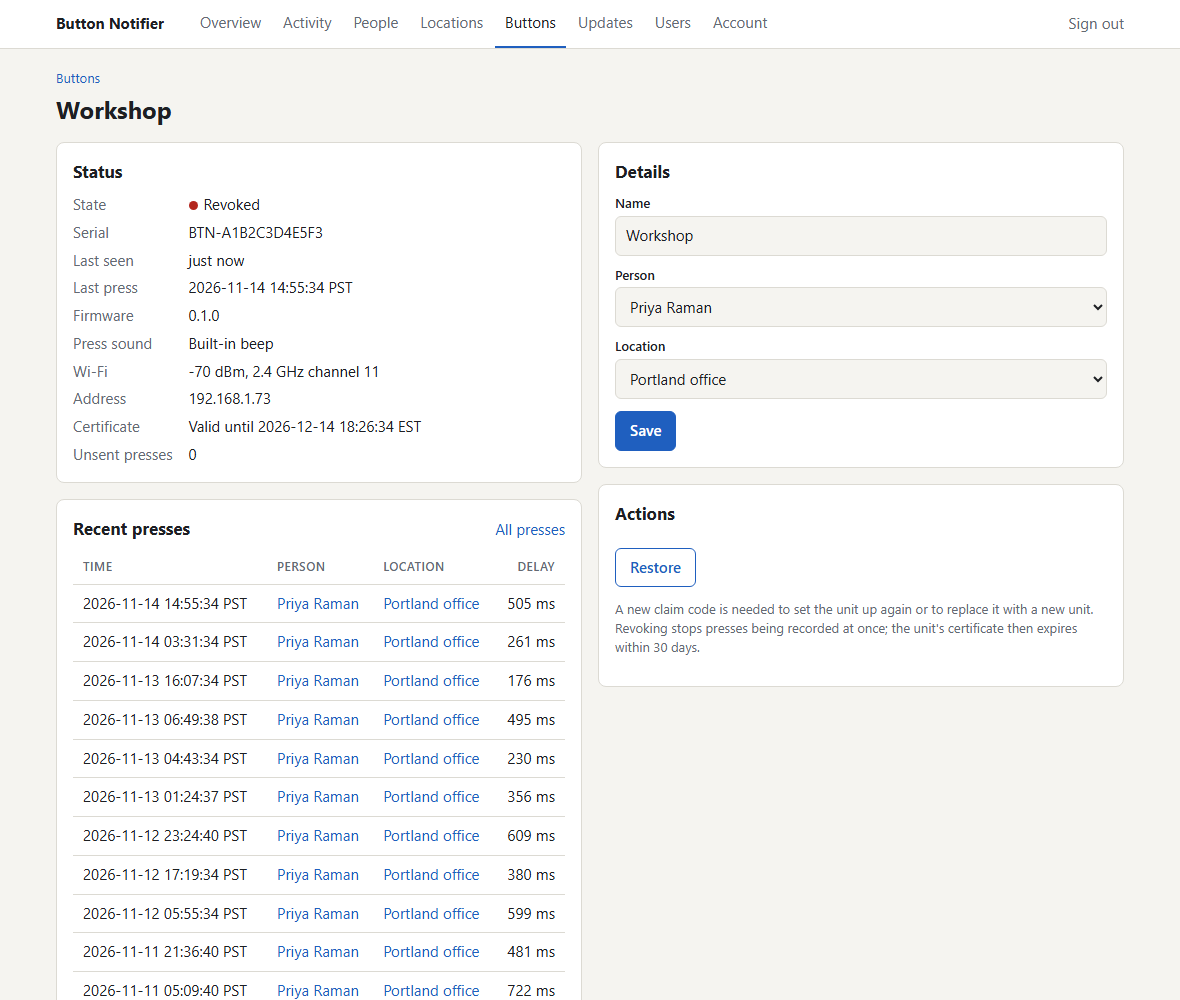 Button Notifier Overview Activity People Locations Buttons Updates Users Account Sign out
Buttons
Workshop
Status
State Revoked
Serial BTN-A1B2C3D4E5F3
Last seen just now
Last press 2026-11-14 14:55:34 PST
Firmware 0.1.0
Press sound Built-in beep
Wi-Fi -70 dBm, 2.4 GHz channel 11
Address 192.168.1.73
Certificate Valid until 2026-12-14 18:26:34 EST
Unsent presses 0
Recent presses All presses
TIME PERSON LOCATION DELAY
2026-11-14 14:55:34 PST Priya Raman Portland office 505 ms
2026-11-14 03:31:34 PST Priya Raman Portland office 261 ms
2026-11-13 16:07:34 PST Priya Raman Portland office 176 ms
2026-11-13 06:49:38 PST Priya Raman Portland office 495 ms
2026-11-13 04:43:34 PST Priya Raman Portland office 230 ms
2026-11-13 01:24:37 PST Priya Raman Portland office 356 ms
2026-11-12 23:24:40 PST Priya Raman Portland office 609 ms
2026-11-12 17:19:34 PST Priya Raman Portland office 380 ms
2026-11-12 05:55:34 PST Priya Raman Portland office 599 ms
2026-11-11 21:36:40 PST Priya Raman Portland office 481 ms
2026-11-11 05:09:40 PST Priya Raman Portland office 722 ms
Details
Name
Workshop
Person
Priya Raman
Location
Portland office
Save
Actions
Restore
A new claim code is needed to set the unit up again or to replace it with a new unit.
Revoking stops presses being recorded at once; the unit's certificate then expires
within 30 days.